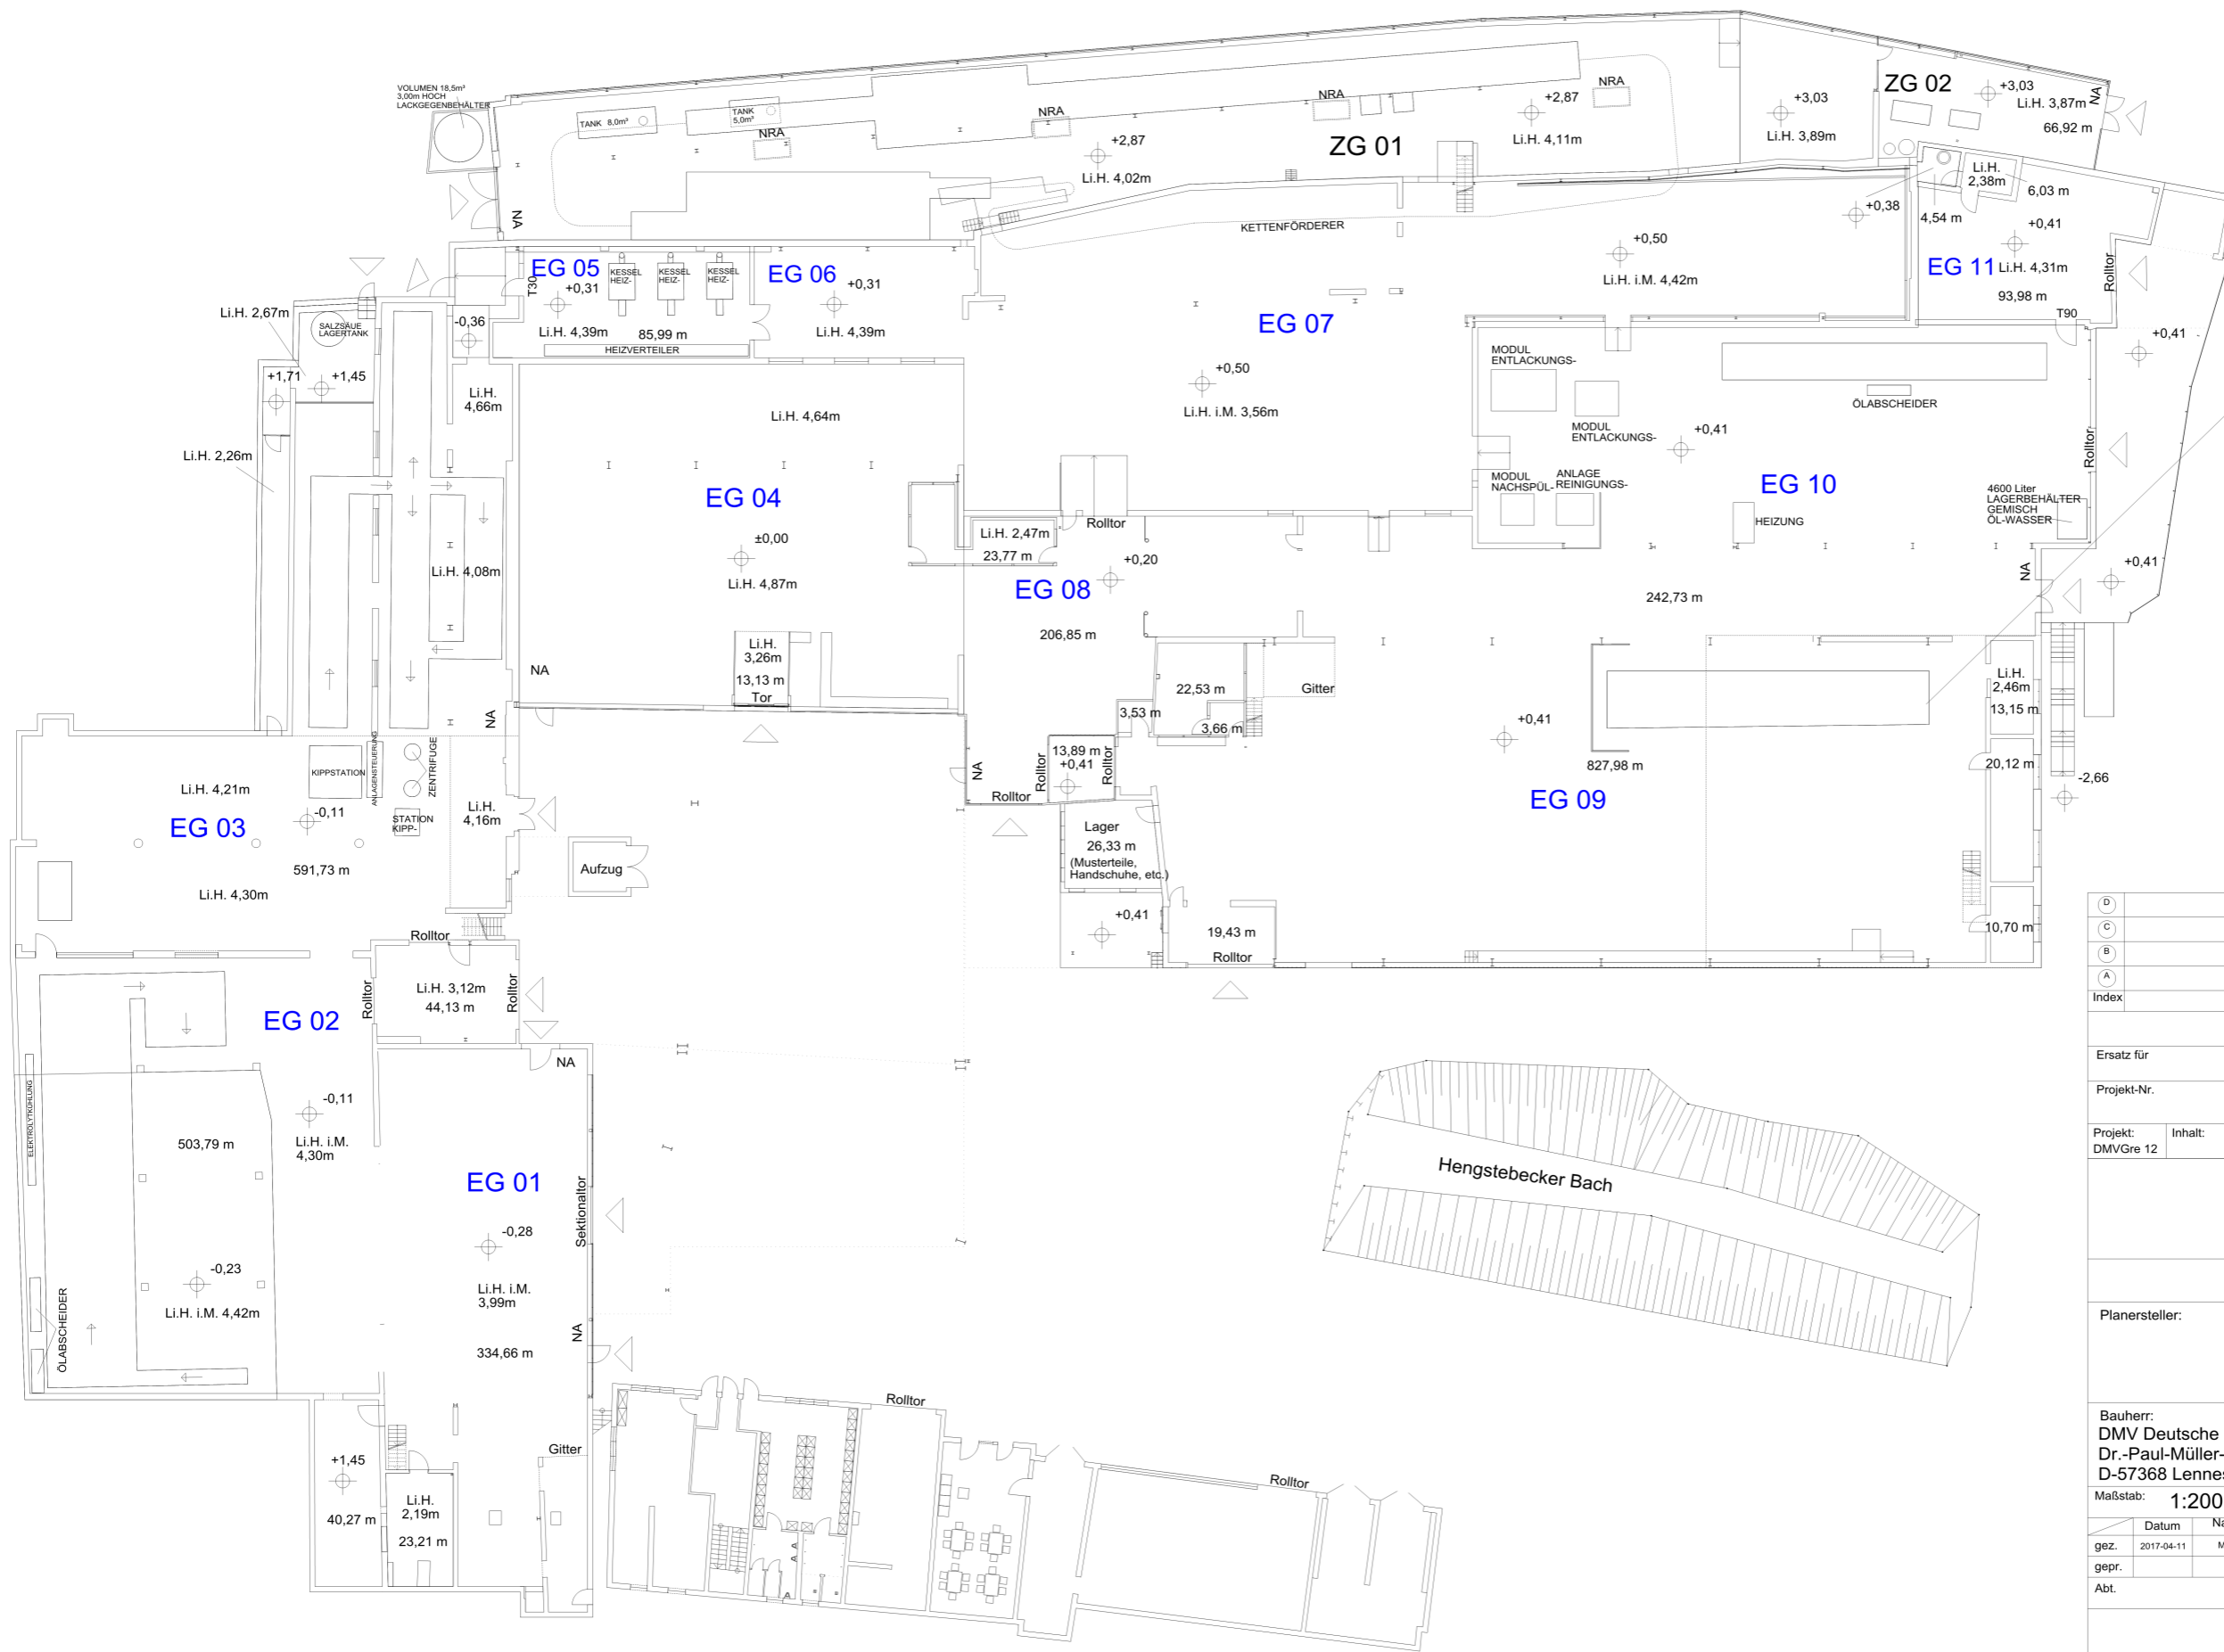 VOLUMEN 18,5m³
3,00m HOCH
LACKGEGENBEHÄLTER
TANK 8,0m³
TANK
5,0m³
NRA
NRA
NRA
NRA
+2,87
Li.H. 4,02m
ZG 01
+2,87
Li.H. 4,11m
+3,03
Li.H. 3,89m
ZG 02
+3,03
Li.H. 3,87m
66,92 m
NA
NA
Li.H.
2,38m
6,03 m
4,54 m
+0,38
+0,41
EG 11
Li.H. 4,31m
93,98 m
T90
Rolltor
+0,41
KETTENFÖRDERER
+0,50
Li.H. i.M. 4,42m
EG 05
T30
+0,31
KESSEL
HEIZ-
KESSEL
HEIZ-
KESSEL
HEIZ-
Li.H. 4,39m
85,99 m
HEIZVERTEILER
EG 06
+0,31
Li.H. 4,39m
EG 07
+0,50
Li.H. i.M. 3,56m
Li.H. 2,67m
SALZSÄUE
LAGERTANK
-0,36
+1,71
+1,45
Li.H.
4,66m
Li.H. 2,26m
Li.H. 4,64m
EG 04
±0,00
Li.H. 4,87m
Li.H. 4,08m
MODUL
ENTLACKUNGS-
MODUL
ENTLACKUNGS-
ÖLABSCHEIDER
+0,41
MODUL
NACHSPÜL-
ANLAGE
REINIGUNGS-
EG 10
HEIZUNG
Rolltor
4600 Liter
LAGERBEHÄLTER
GEMISCH
ÖL-WASSER
+0,41
NA
242,73 m
Rolltor
Li.H. 2,47m
23,77 m
+0,20
EG 08
206,85 m
Li.H.
3,26m
13,13 m
Tor
NA
NA
22,53 m
Gitter
3,53 m
3,66 m
13,89 m
+0,41
Rolltor
Rolltor
Rolltor
NA
+0,41
827,98 m
EG 09
Li.H.
2,46m
13,15 m
20,12 m
-2,66
10,70 m
Lager
26,33 m
(Musterteile,
Handschuhe, etc.)
+0,41
19,43 m
Rolltor
KIPPSTATION
ANLAGENSTEUERUNG
ZENTRIFUGE
Li.H. 4,21m
-0,11
STATION
KIPP-
Li.H.
4,16m
EG 03
591,73 m
Li.H. 4,30m
Aufzug
Rolltor
Rolltor
Li.H. 3,12m
44,13 m
Rolltor
EG 02
NA
ELEKTROLYTKÜHLUNG
-0,11
503,79 m
Li.H. i.M.
4,30m
EG 01
-0,28
Sektionaltor
-0,23
Li.H. i.M. 4,42m
ÖLABSCHEIDER
Li.H. i.M.
3,99m
334,66 m
NA
Hengstebecker Bach
Rolltor
Rolltor
Gitter
+1,45
40,27 m
Li.H.
2,19m
23,21 m
A
A
A
D
C
B
A
Index
Ersatz für
Projekt-Nr.
Projekt:
DMVGre 12
Inhalt:
Planersteller:
Bauherr:
DMV Deutsche
Dr.-Paul-Müller-
D-57368 Lennes
Maßstab: 1:200
Datum
gez. 2017-04-11
gepr.
Abt.